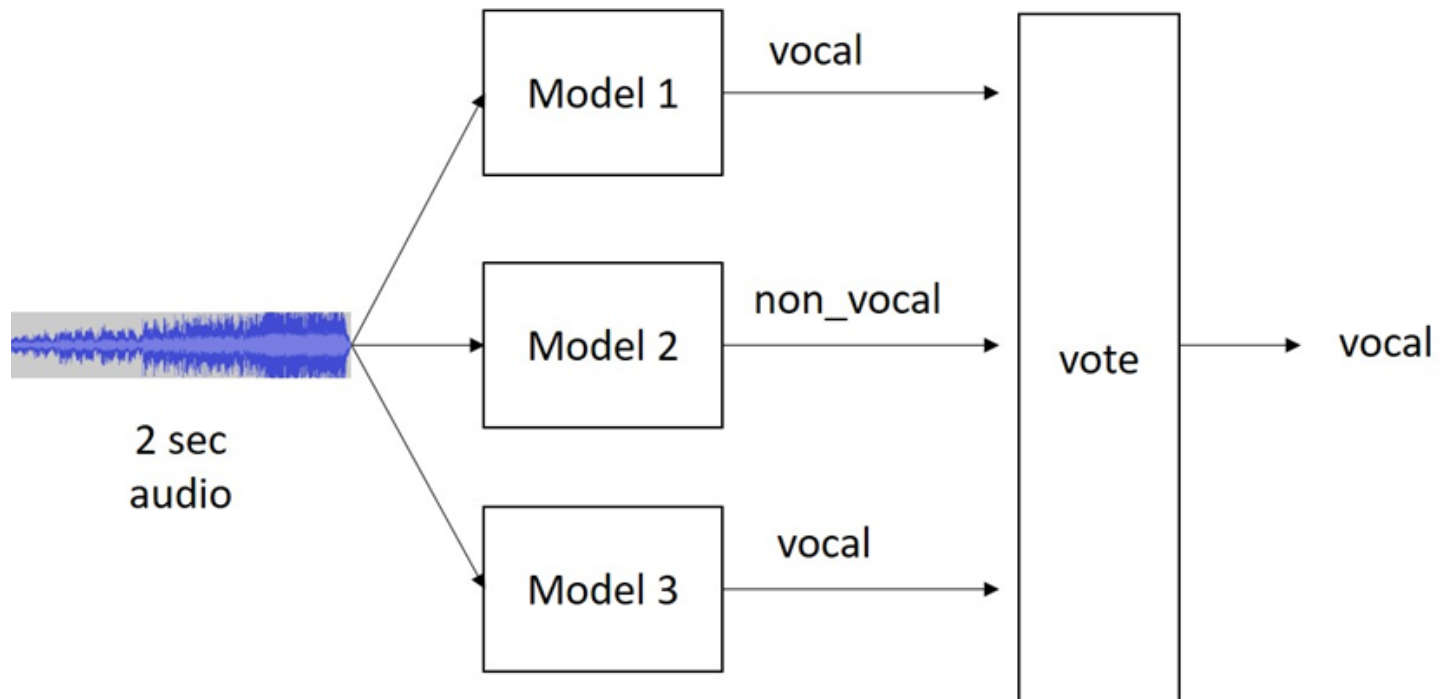 vocal
Model 1
non_vocal
Model 2
vote
vocal
2 sec
audio
vocal
Model 3